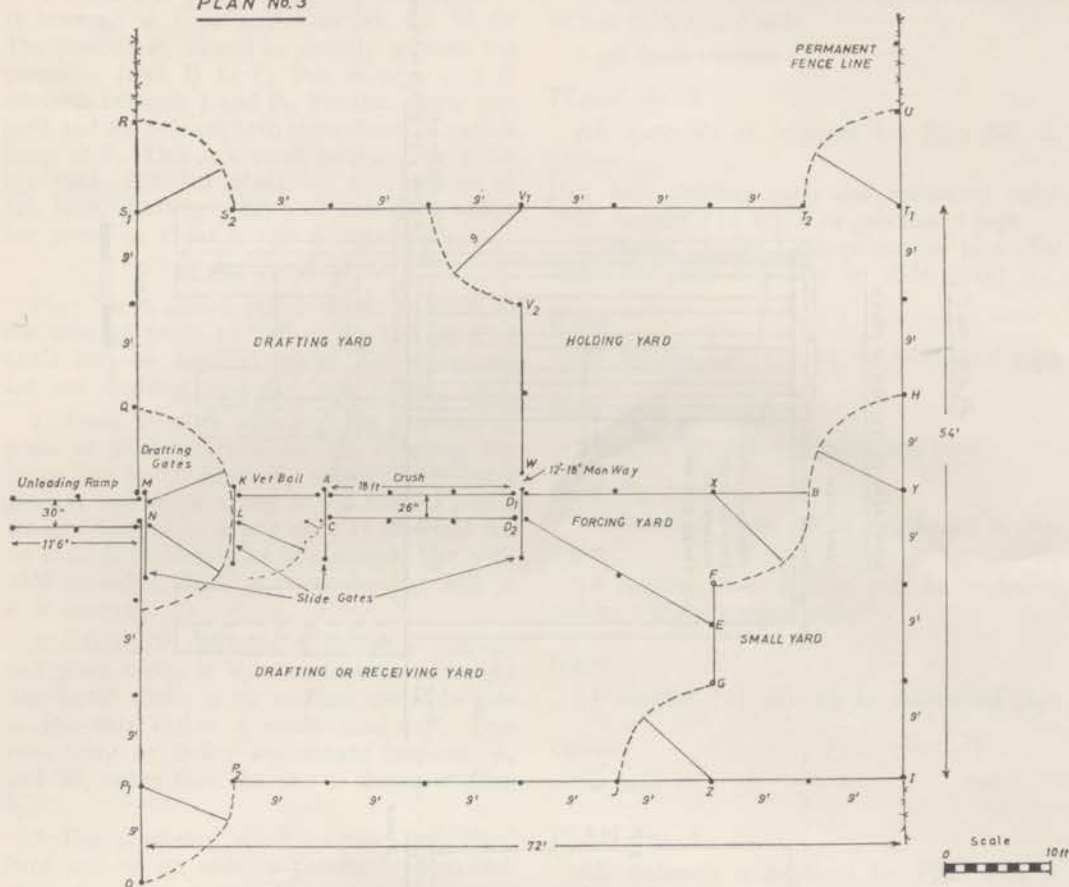 PLAN No. 3
PERMANENT
FENCE LINE
R
U
S1
S2
9' 9' 9' V1 9' 9' 9'
T2
T1
9'
9
9'
V2
DRAFTING YARD
HOLDING YARD
9'
9'
Q
H
54'
Drafting
Gates
W
9'
Unloading Ramp
M
K
Vet Bail
A
Crush
18 ft
12"-18" Man Way
X
B
Y
30"
N
L
C
26"
D1
D2
FORCING YARD
9'
11'6"
F
Slide Gates
E
SMALL YARD
9'
9'
DRAFTING OR RECEIVING YARD
G
9'
9'
P1
P2
J
Z
I
9' 9' 9' 9' 9' 9' 9'
9'
72'
Scale
0 10ft
O